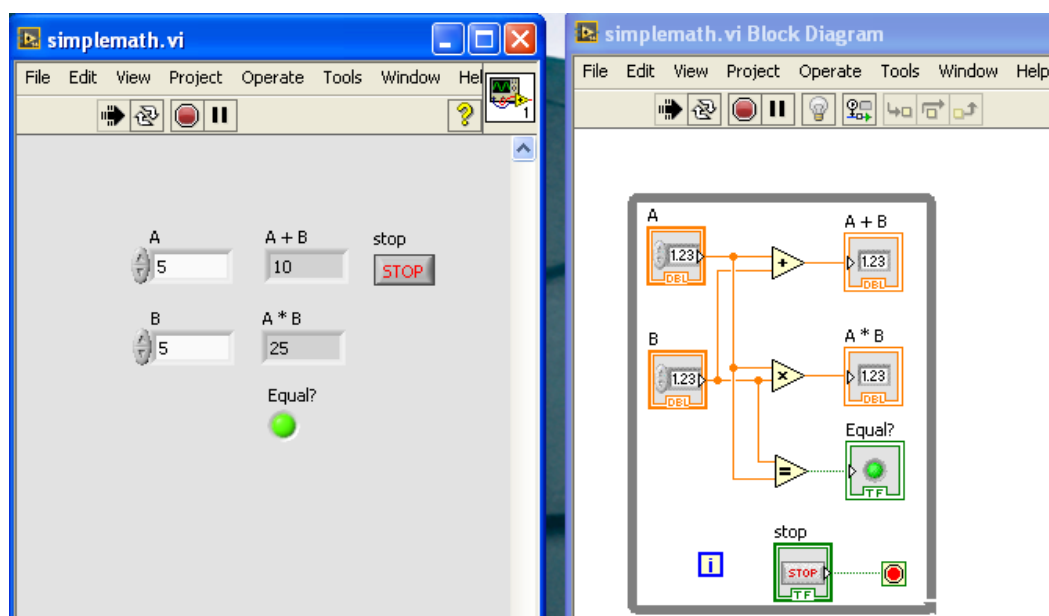 simplemath.vi
File Edit View Project Operate Tools Window Hel
1
A
5
A + B
10
stop
STOP
B
5
A * B
25
Equal?
simplemath.vi Block Diagram
File Edit View Project Operate Tools Window Help
A
1.23
DBL
+
A + B
1.23
DBL
B
1.23
DBL
×
A * B
1.23
DBL
=
Equal?
TF
i
stop
STOP
TF